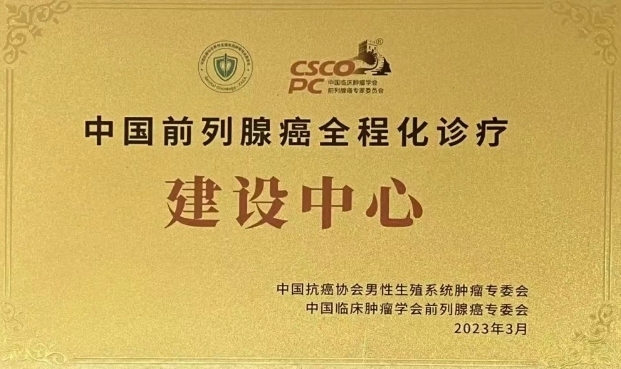 CSCO®
PC
中国临床肿瘤学会
前列腺癌专家委员会
中国前列腺癌全程化诊疗
建设中心
中国抗癌协会男性生殖系统肿瘤专委会
中国临床肿瘤学会前列腺癌专委会
2023年3月